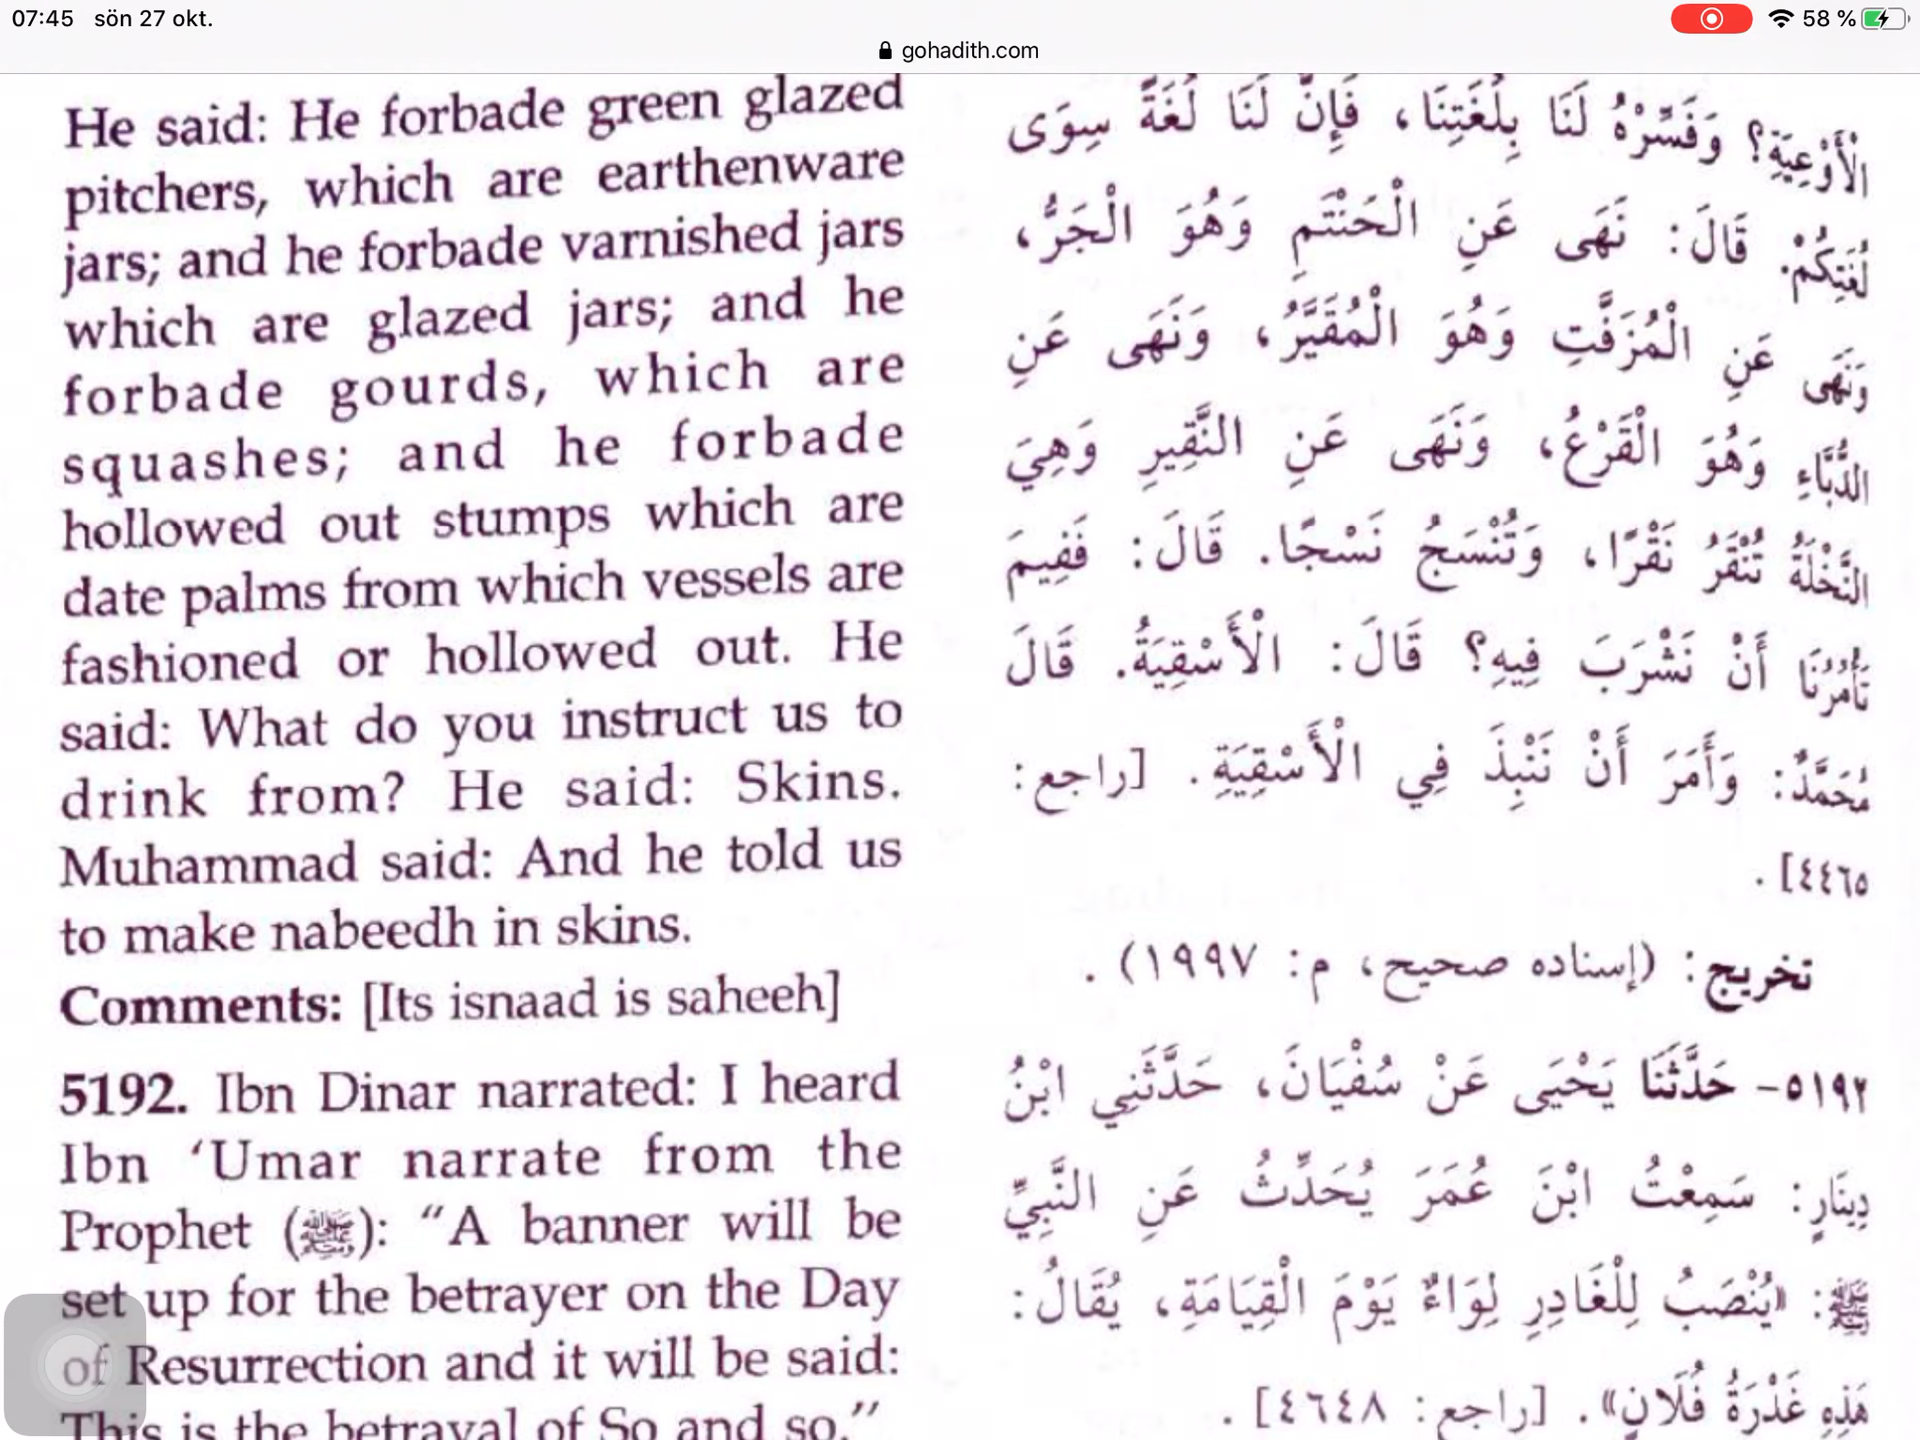 07:45 sön 27 okt.
58 %
gohadith.com
He said: He forbade green glazed
pitchers, which are earthenware
jars; and he forbade varnished jars
which are glazed jars; and he
forbade gourds, which are
squashes; and he forbade
hollowed out stumps which are
date palms from which vessels are
fashioned or hollowed out. He
said: What do you instruct us to
drink from? He said: Skins.
Muhammad said: And he told us
to make nabeedh in skins.
Comments: [Its isnaad is saheeh]
5192. Ibn Dinar narrated: I heard
Ibn ‘Umar narrate from the
Prophet (ﷺ): “A banner will be
set up for the betrayer on the Day
of Resurrection and it will be said:
This is the betrayal of So and so.”
الْأَوْعِيَةِ؟ وَفَسِّرْهُ لَنَا بِلُغَتِنَا، فَإِنَّ لَنَا لُغَةً سِوَى
لُغَتِكُمْ. قَالَ: نَهَى عَنِ الْحَنْتَمِ وَهُوَ الْجَرُّ،
وَنَهَى عَنِ الْمُزَفَّتِ وَهُوَ الْمُقَيَّرُ، وَنَهَى عَنِ
الدُّبَّاءِ وَهُوَ الْقَرْعُ، وَنَهَى عَنِ النَّقِيرِ وَهِيَ
النَّخْلَةُ تُنْقَرُ نَقْرًا، وَتُنْسَجُ نَسْجًا. قَالَ: فَفِيمَ
تَأْمُرُنَا أَنْ نَشْرَبَ فِيهِ؟ قَالَ: الْأَسْقِيَةُ. قَالَ
مُحَمَّدٌ: وَأَمَرَ أَنْ نَنْبِذَ فِي الْأَسْقِيَةِ. [راجع:
٤٤٦٥].
تخريج: (إسناده صحيح، م: ١٩٩٧).
٥١٩٢- حَدَّثَنَا يَحْيَى عَنْ سُفْيَانَ، حَدَّثَنِي ابْنُ
دِينَارٍ: سَمِعْتُ ابْنَ عُمَرَ يُحَدِّثُ عَنِ النَّبِيِّ
ﷺ: «يُنْصَبُ لِلْغَادِرِ لِوَاءٌ يَوْمَ الْقِيَامَةِ، يُقَالُ:
هَذِهِ غَدْرَةُ فُلَانٍ». [راجع: ٤٦٤٨].